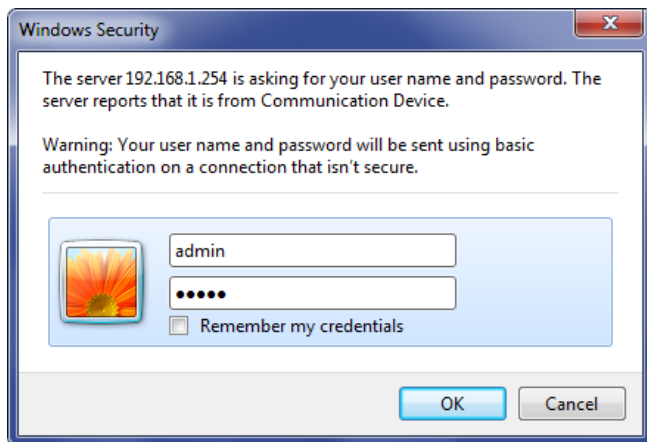 Windows Security
The server 192.168.1.254 is asking for your user name and password. The
server reports that it is from Communication Device.
Warning: Your user name and password will be sent using basic
authentication on a connection that isn't secure.
admin
●●●●●
Remember my credentials
OK
Cancel